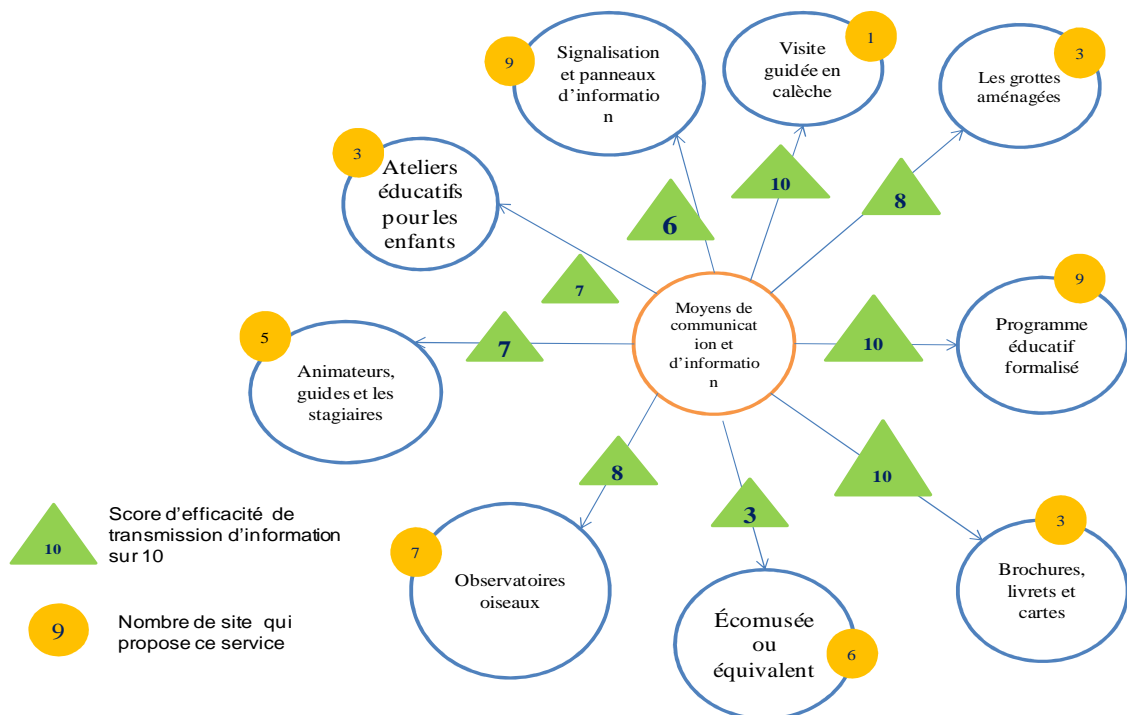 9
Signalisation
et panneaux
d'informatio
n
1
Visite
guidée en
calèche
3
Les grottes
aménagées
3
Ateliers
éducatifs
pour les
enfants
6
10
8
7
5
Animateurs,
guides et les
stagiaires
7
Moyens de
communicat
ion et
d'informatio
n
10
9
Programme
éducatif
formalisé
8
3
10
7
Observatoires
oiseaux
Écomusée
ou
équivalent
6
3
Brochures,
livrets et
cartes
10
Score d'efficacité de
transmission d'information
sur 10
9
Nombre de site qui
propose ce service